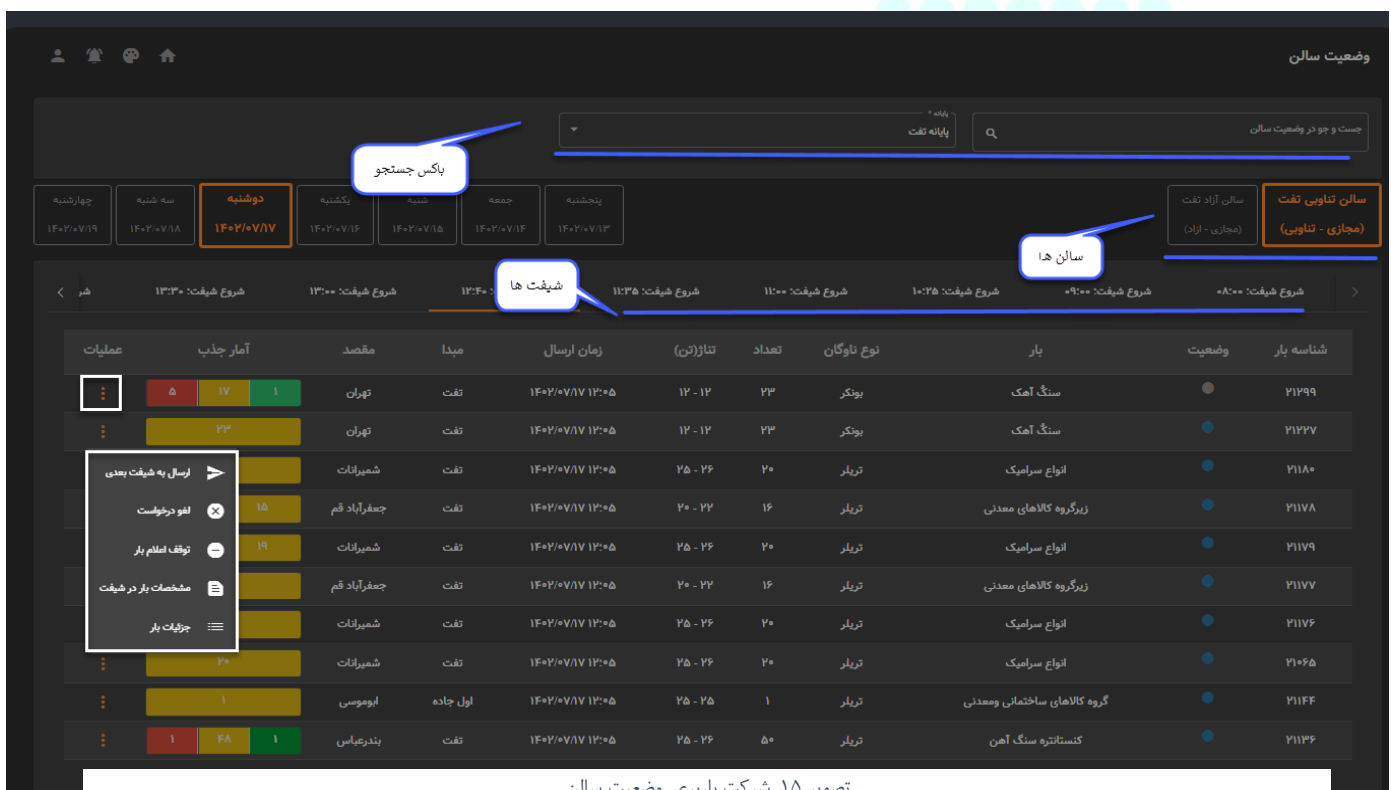 وضعیت سالن
جست و جو در وضعیت سالن
پایانه *
پایانه تفت
باکس جستجو
سالن تناوبی تفت
(مجازی - تناوبی)
سالن آزاد تفت
(مجازی - ازاد)
سالن ها
پنجشنبه
۱۴۰۲/۰۷/۱۳
جمعه
۱۴۰۲/۰۷/۱۴
شنبه
۱۴۰۲/۰۷/۱۵
یکشنبه
۱۴۰۲/۰۷/۱۶
دوشنبه
۱۴۰۲/۰۷/۱۷
سه شنبه
۱۴۰۲/۰۷/۱۸
چهارشنبه
۱۴۰۲/۰۷/۱۹
شروع شیفت: ۰۸:۰۰ شروع شیفت: ۰۹:۰۰ شروع شیفت: ۱۰:۲۵ شروع شیفت: ۱۱:۰۰ شروع شیفت: ۱۱:۳۵ : ۱۲:۴۰ شروع شیفت: ۱۳:۰۰ شروع شیفت: ۱۳:۳۰ شر
شیفت ها
شناسه بار وضعیت بار نوع ناوگان تعداد تناژ(تن) زمان ارسال مبدا مقصد آمار جذب عملیات
۲۱۲۹۹ سنگ آهک بونکر ۲۳ ۱۲ - ۱۲ ۱۴۰۲/۰۷/۱۷ ۱۲:۰۵ تفت تهران ۱ ۱۷ ۵
۲۱۲۲۷ سنگ آهک بونکر ۲۳ ۱۲ - ۱۲ ۱۴۰۲/۰۷/۱۷ ۱۲:۰۵ تفت تهران ۲۳
۲۱۱۸۰ انواع سرامیک تریلر ۲۰ ۲۵ - ۲۶ ۱۴۰۲/۰۷/۱۷ ۱۲:۰۵ تفت شمیرانات
۲۱۱۷۸ زیرگروه کالاهای معدنی تریلر ۱۶ ۲۰ - ۲۲ ۱۴۰۲/۰۷/۱۷ ۱۲:۰۵ تفت جعفرآباد قم ۱۵
۲۱۱۷۹ انواع سرامیک تریلر ۲۰ ۲۵ - ۲۶ ۱۴۰۲/۰۷/۱۷ ۱۲:۰۵ تفت شمیرانات ۱۹
۲۱۱۷۷ زیرگروه کالاهای معدنی تریلر ۱۶ ۲۰ - ۲۲ ۱۴۰۲/۰۷/۱۷ ۱۲:۰۵ تفت جعفرآباد قم
۲۱۱۷۶ انواع سرامیک تریلر ۲۰ ۲۵ - ۲۶ ۱۴۰۲/۰۷/۱۷ ۱۲:۰۵ تفت شمیرانات
۲۱۰۶۵ انواع سرامیک تریلر ۲۰ ۲۵ - ۲۶ ۱۴۰۲/۰۷/۱۷ ۱۲:۰۵ تفت شمیرانات ۲۰
۲۱۱۴۴ گروه کالاهای ساختمانی ومعدنی تریلر ۱ ۲۵ - ۲۵ ۱۴۰۲/۰۷/۱۷ ۱۲:۰۵ اول جاده ابوموسی ۱
۲۱۱۳۶ کنستانتره سنگ آهن تریلر ۵۰ ۲۵ - ۲۶ ۱۴۰۲/۰۷/۱۷ ۱۲:۰۵ تفت بندرعباس ۱ ۴۸ ۱
ارسال به شیفت بعدی
لغو درخواست
توقف اعلام بار
مشخصات بار در شیفت
جزئیات بار
تصویر ۱۵ شرکت باربری وضعیت سالن